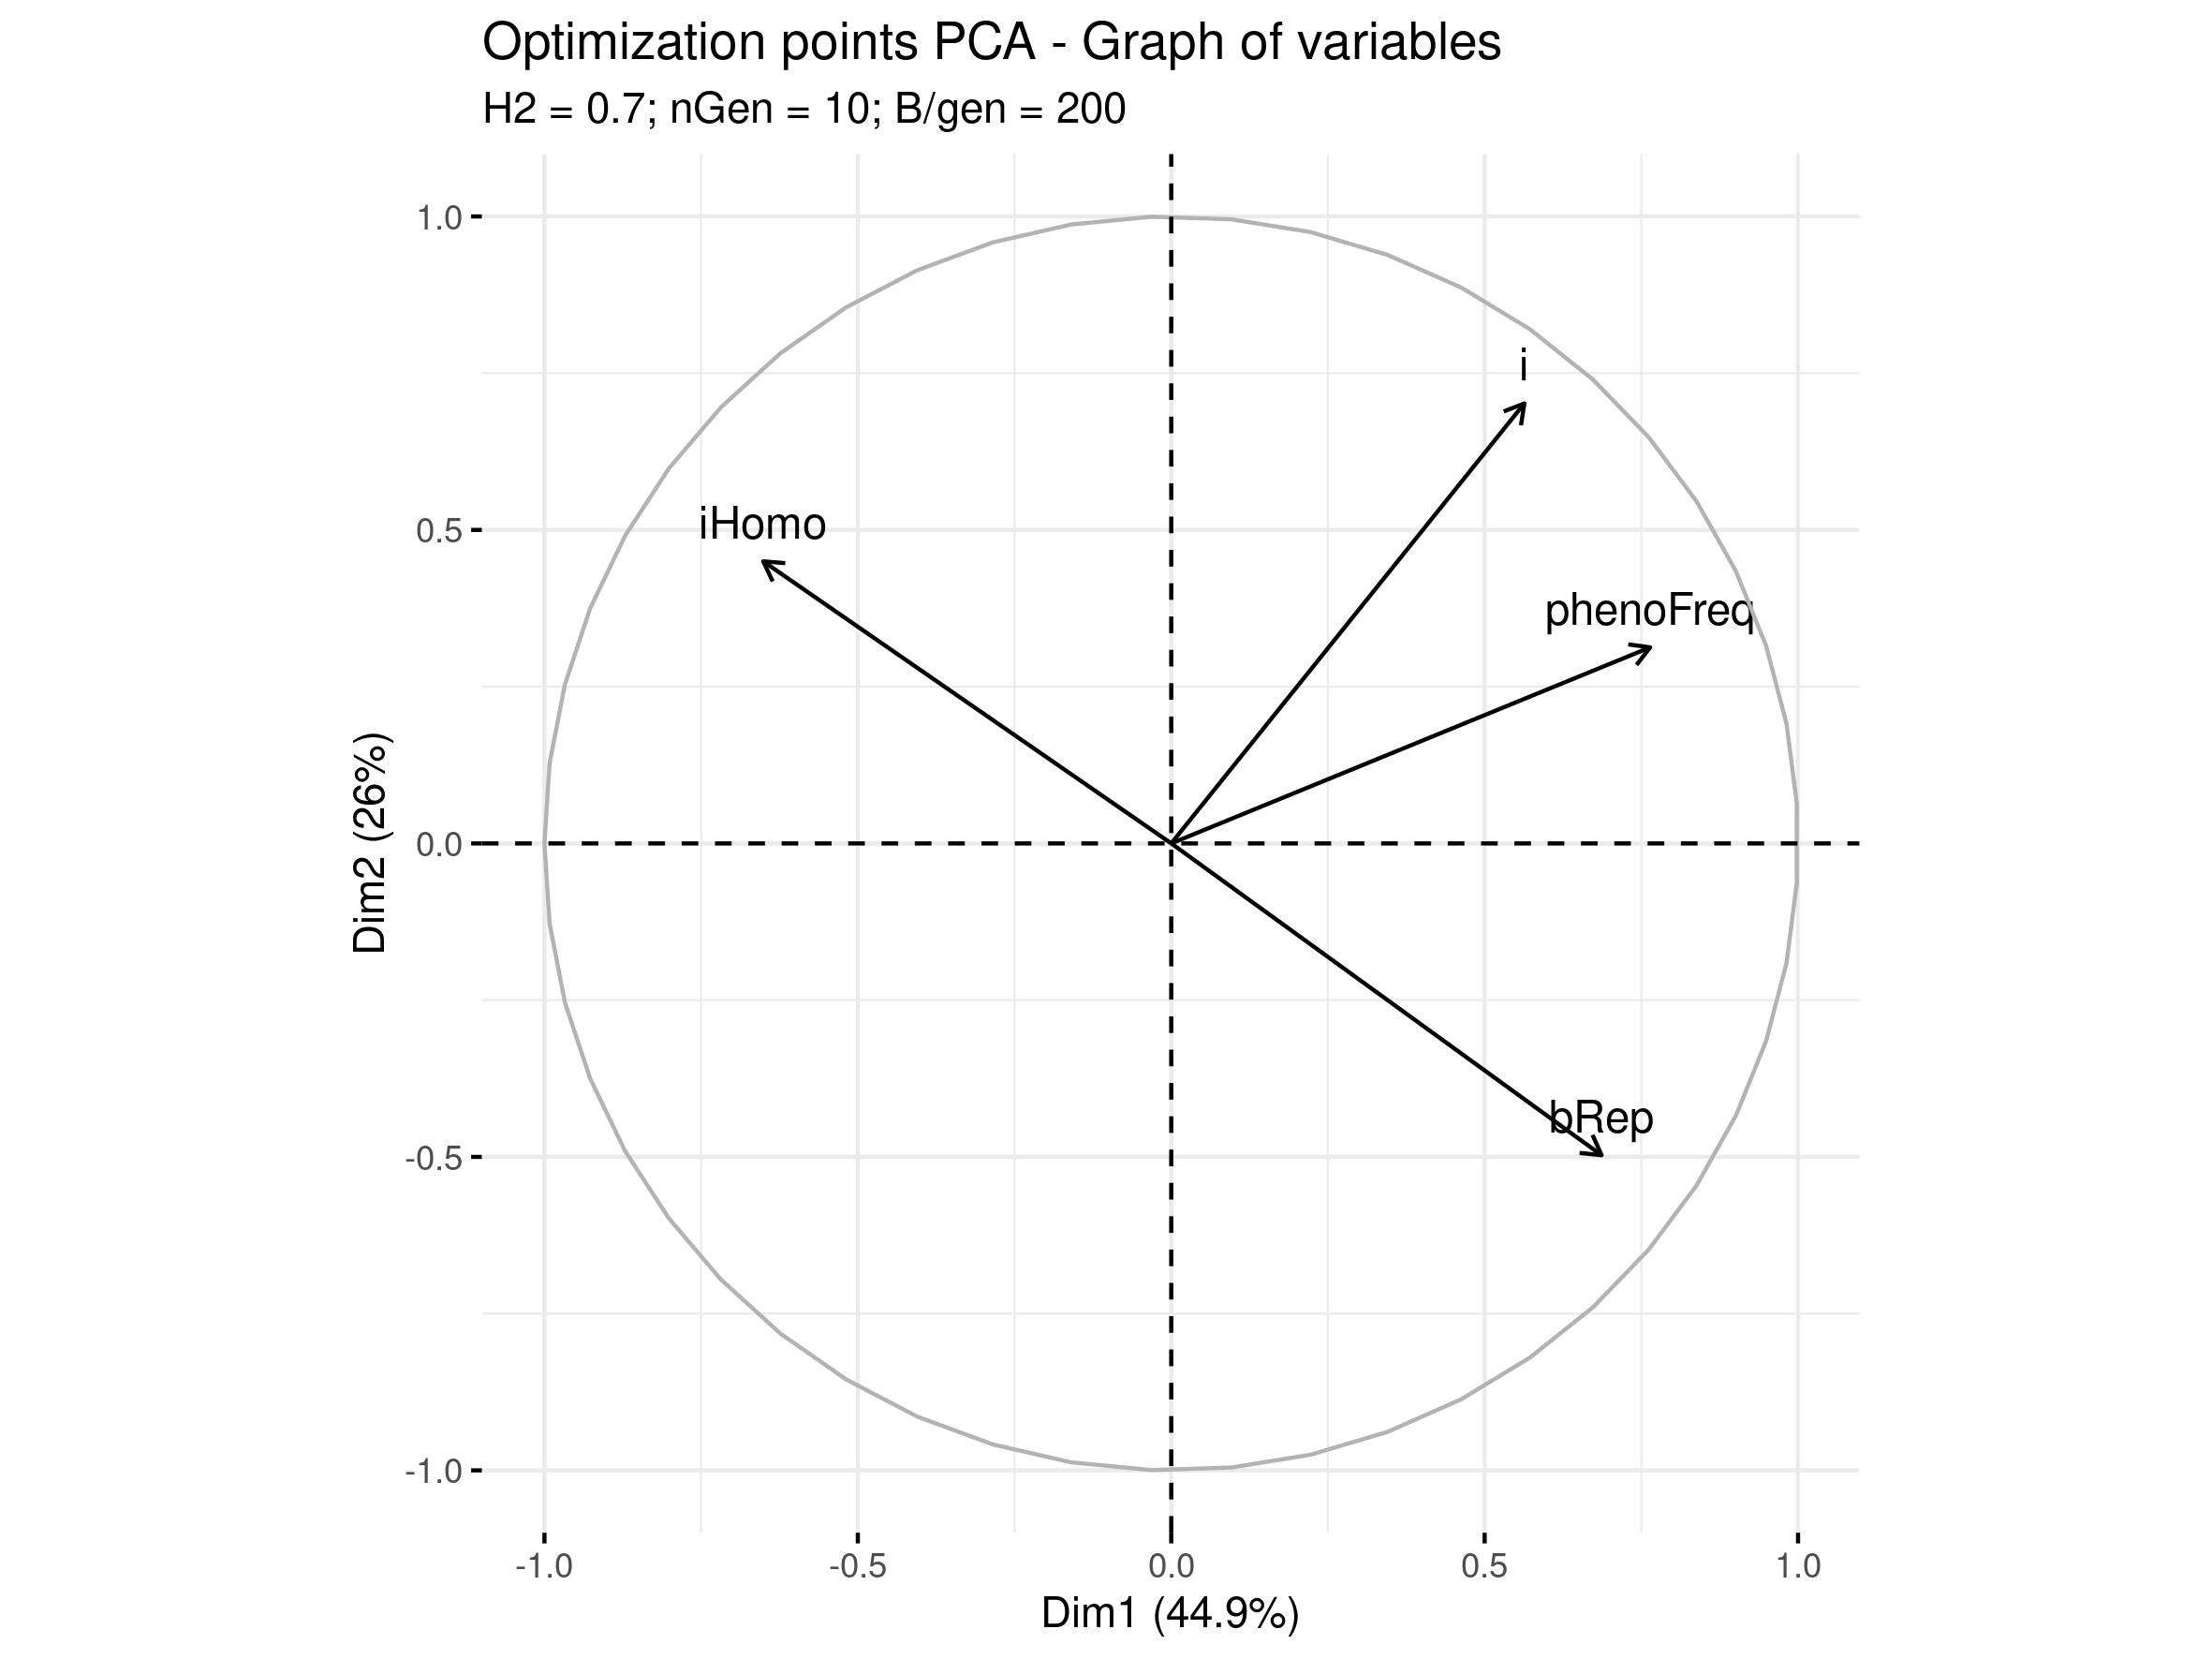 Optimization points PCA - Graph of variables
H2 = 0.7; nGen = 10; B/gen = 200
1.0
0.5
0.0
-0.5
-1.0
Dim2 (26%)
i
iHomo
phenoFreq
bRep
-1.0
-0.5
0.0
0.5
1.0
Dim1 (44.9%)